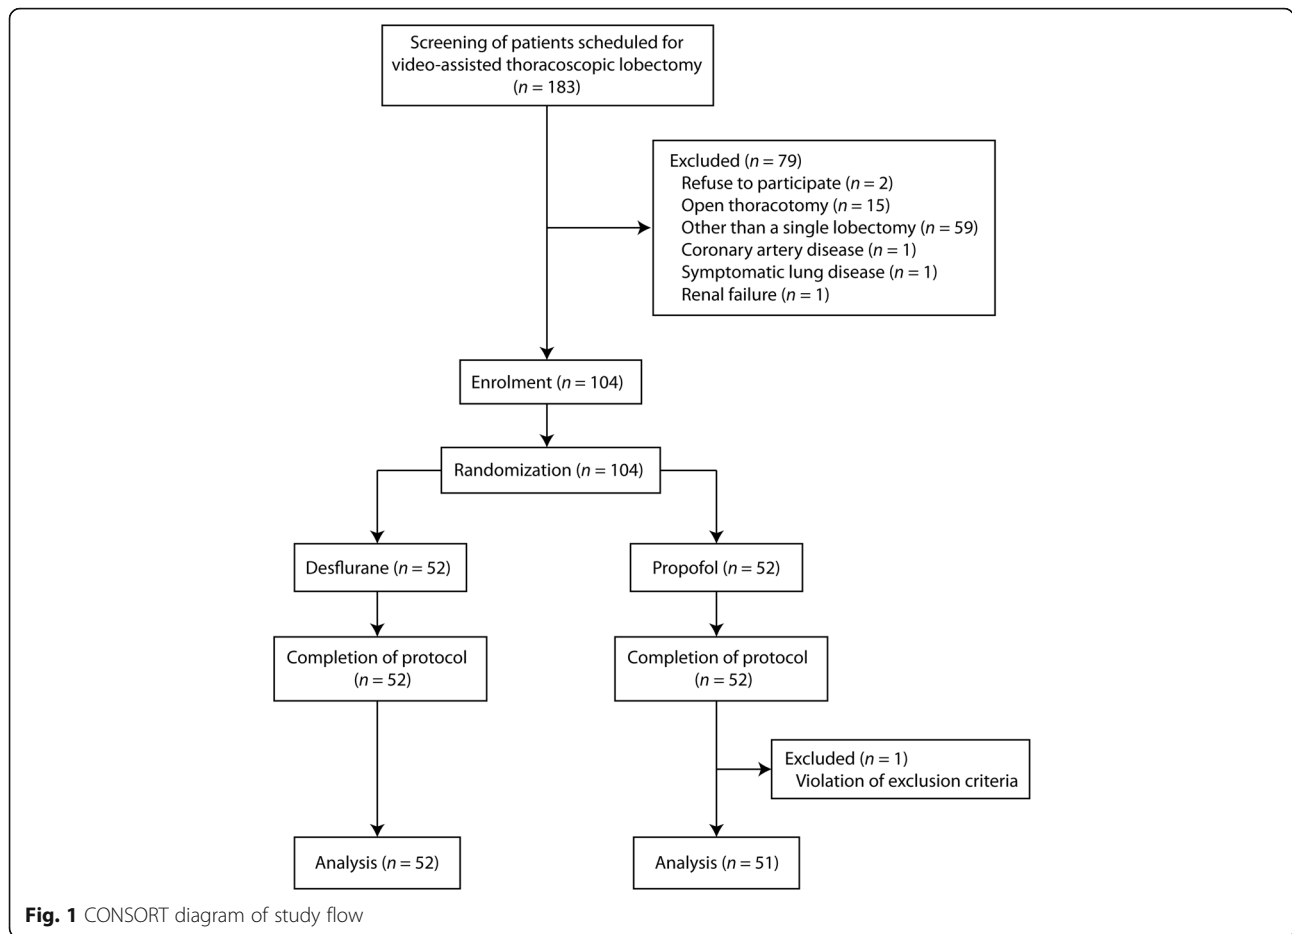 Screening of patients scheduled for
video-assisted thoracoscopic lobectomy
(n = 183)
Excluded (n = 79)
Refuse to participate (n = 2)
Open thoracotomy (n = 15)
Other than a single lobectomy (n = 59)
Coronary artery disease (n = 1)
Symptomatic lung disease (n = 1)
Renal failure (n = 1)
Enrolment (n = 104)
Randomization (n = 104)
Desflurane (n = 52)
Propofol (n = 52)
Completion of protocol
(n = 52)
Completion of protocol
(n = 52)
Excluded (n = 1)
Violation of exclusion criteria
Analysis (n = 52)
Analysis (n = 51)
Fig. 1 CONSORT diagram of study flow